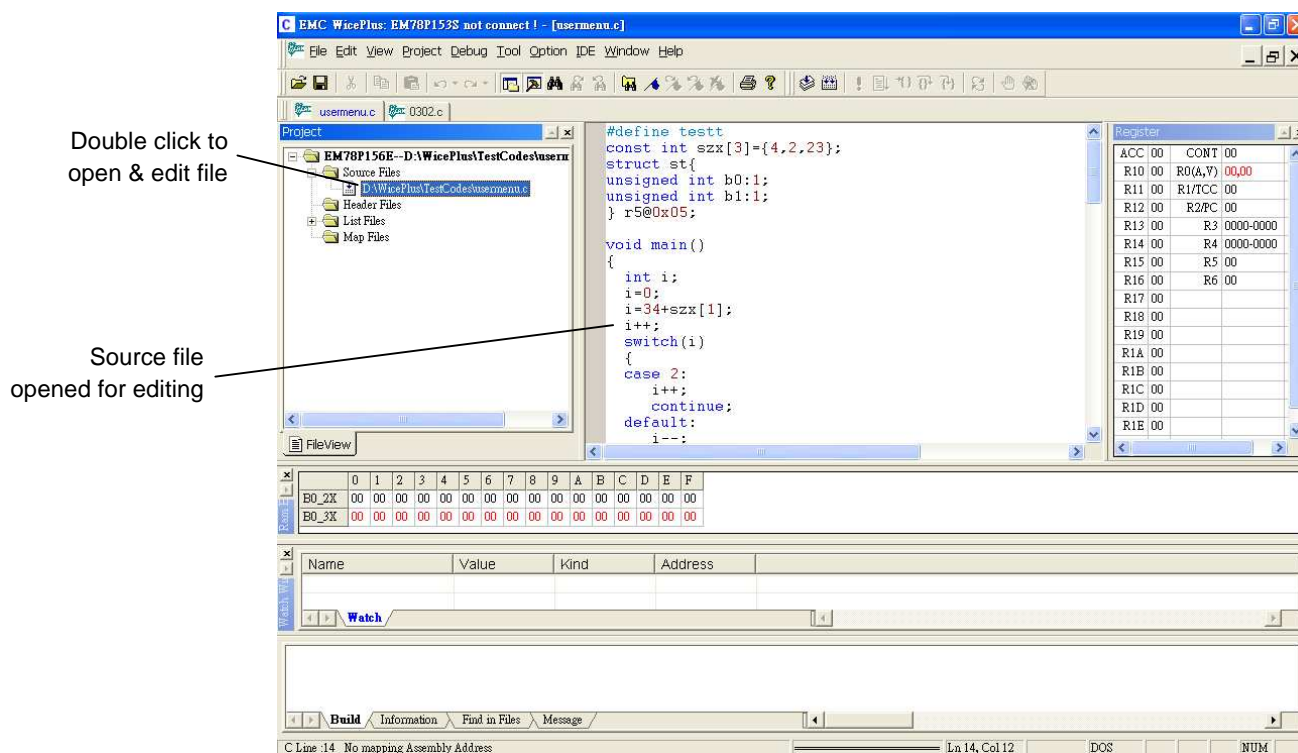 EMC WicePlus: EM78P153S not connect ! - [usermenu.c]
File Edit View Project Debug Tool Option IDE Window Help
usermenu.c 0302.c
Double click to
open & edit file
Source file
opened for editing
Project
EM78P156E--D:\WicePlus\TestCodes\userm
Source Files
D:\WicePlus\TestCodes\usermenu.c
Header Files
List Files
Map Files
FileView
#define testt
const int szx[3]={4,2,23};
struct st{
unsigned int b0:1;
unsigned int b1:1;
} r5@0x05;
void main()
{
int i;
i=0;
i=34+szx[1];
i++;
switch(i)
{
case 2:
i++;
continue;
default:
i--;
Register
ACC 00 CONT 00
R10 00 R0(A,V) 00,00
R11 00 R1/TCC 00
R12 00 R2/PC 00
R13 00 R3 0000-0000
R14 00 R4 0000-0000
R15 00 R5 00
R16 00 R6 00
R17 00
R18 00
R19 00
R1A 00
R1B 00
R1C 00
R1D 00
R1E 00
0 1 2 3 4 5 6 7 8 9 A B C D E F
B0_2X 00 00 00 00 00 00 00 00 00 00 00 00 00 00 00 00
B0_3X 00 00 00 00 00 00 00 00 00 00 00 00 00 00 00 00
Name Value Kind Address
Watch
Build Information Find in Files Message
C Line :14 No mapping Assembly Address Ln 14, Col 12 DOS NUM